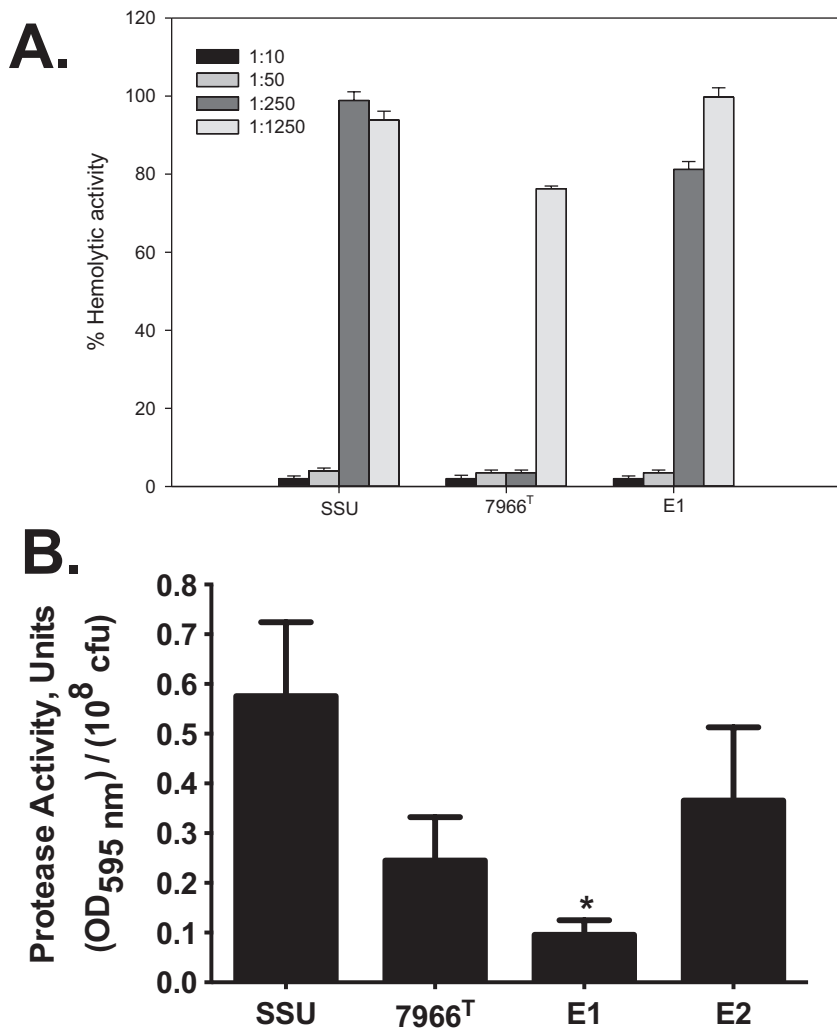 A.
120
100
80
60
40
20
0
% Hemolytic activity
1:10
1:50
1:250
1:1250
SSU
7966ᵀ
E1
B.
0.8
0.7
0.6
0.5
0.4
0.3
0.2
0.1
0.0
Protease Activity, Units
(OD₅₉₅ ₙₘ) / (10⁸ cfu)
*
SSU
7966ᵀ
E1
E2